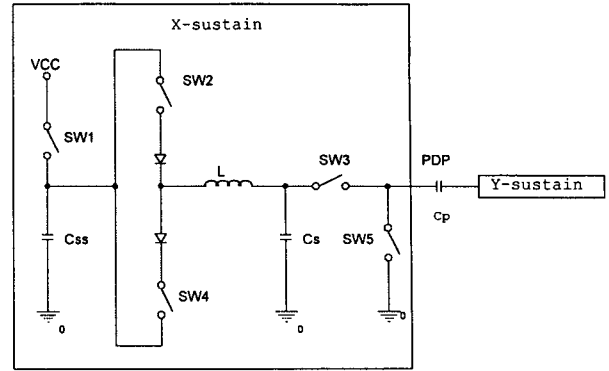 X-sustain
VCC
SW2
SW1
L
SW3
PDP
Y-sustain
Cp
Css
Cs
SW5
SW4
0
0
0